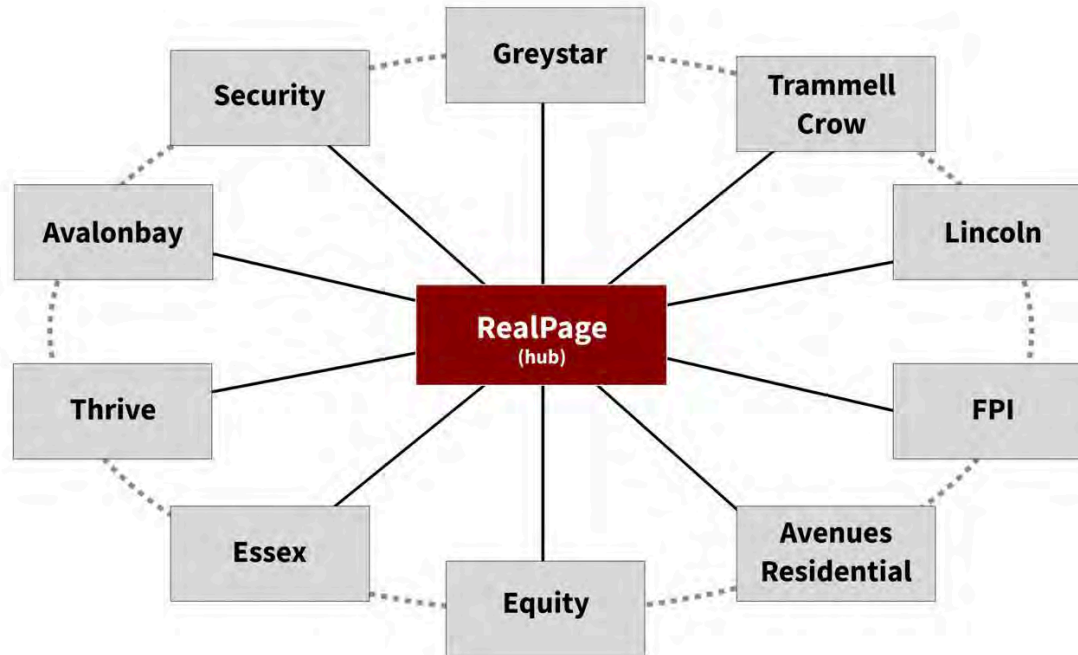 Greystar
Security
Trammell
Crow
Avalonbay
Lincoln
RealPage
(hub)
Thrive
FPI
Essex
Avenues
Residential
Equity